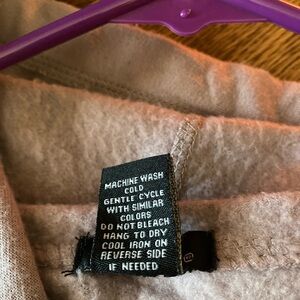 MACHINE WASH
COLD
GENTLE CYCLE
WITH SIMILAR
COLORS
DO NOT BLEACH
HANG TO DRY
COOL IRON ON
REVERSE SIDE
IF NEEDED